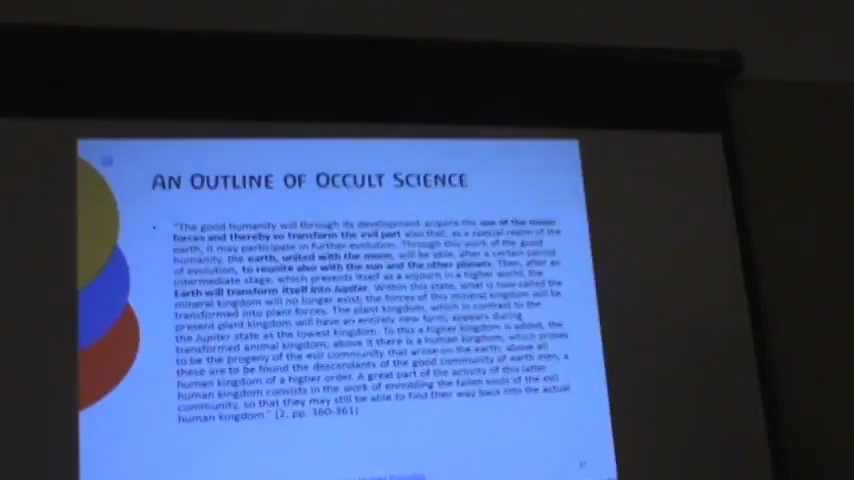 AN OUTLINE OF OCCULT SCIENCE
• "The good humanity will through its development acquire the use of the moon
forces and thereby so transform the evil part also that, as a special realm of the
earth, it may participate in further evolution. Through this work of the good
humanity, the earth, united with the moon, will be able, after a certain period
of evolution, to reunite also with the sun and the other planets. Then, after an
intermediate stage, which presents itself as a sojourn in a higher world, the
Earth will transform itself into Jupiter. Within this state, what is now called the
mineral kingdom will no longer exist; the forces of this mineral kingdom will be
transformed into plant forces. The plant kingdom, which in contrast to the
present plant kingdom will have an entirely new form, appears during
the Jupiter state as the lowest kingdom. To this a higher kingdom is added, the
transformed animal kingdom; above it there is a human kingdom, which proves
to be the progeny of the evil community that arose on the earth; above all
these are to be found the descendants of the good community of earth men, a
human kingdom of a higher order. A great part of the activity of this latter
human kingdom consists in the work of ennobling the fallen souls of the evil
community, so that they may still be able to find their way back into the actual
human kingdom." (2, pp. 360-361)